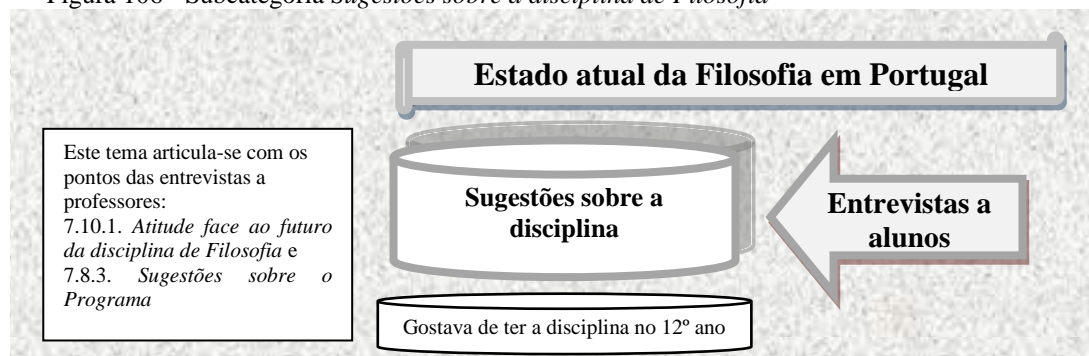 Figura 108 - Subcategoria Sugestões sobre a disciplina de Filosofia
Estado atual da Filosofia em Portugal
Este tema articula-se com os
pontos das entrevistas a
professores:
7.10.1. Atitude face ao futuro
da disciplina de Filosofia e
7.8.3. Sugestões sobre o
Programa
Sugestões sobre a
disciplina
Entrevistas a
alunos
Gostava de ter a disciplina no 12º ano